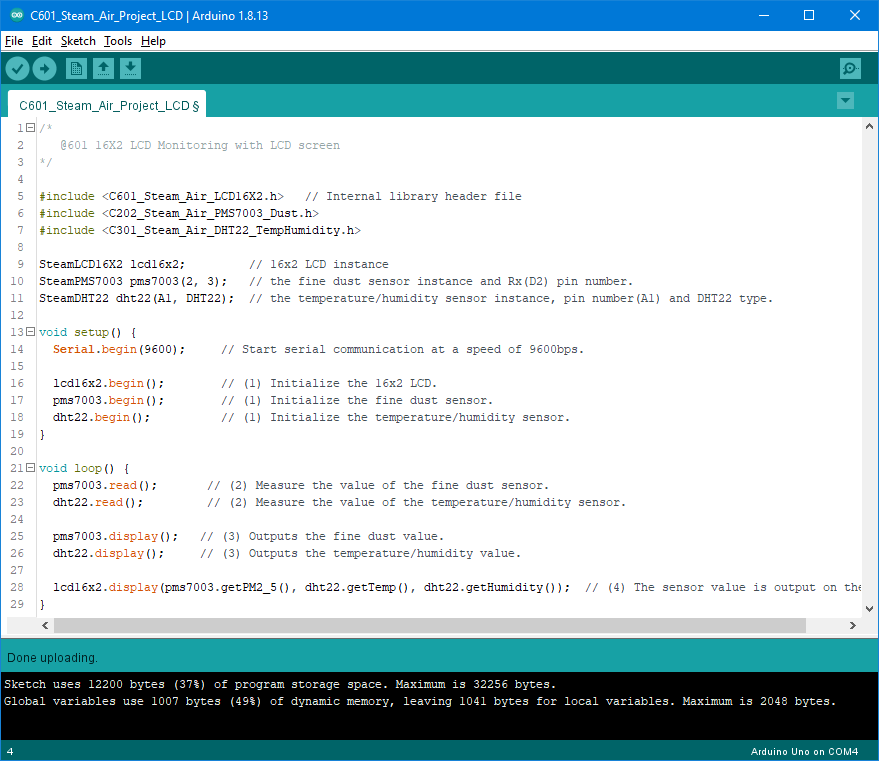 C601_Steam_Air_Project_LCD | Arduino 1.8.13
File Edit Sketch Tools Help
C601_Steam_Air_Project_LCD §
1 /*
2 @601 16X2 LCD Monitoring with LCD screen
3 */
4
5 #include <C601_Steam_Air_LCD16X2.h> // Internal library header file
6 #include <C202_Steam_Air_PMS7003_Dust.h>
7 #include <C301_Steam_Air_DHT22_TempHumidity.h>
8
9 SteamLCD16X2 lcd16x2; // 16x2 LCD instance
10 SteamPMS7003 pms7003(2, 3); // the fine dust sensor instance and Rx(D2) pin number.
11 SteamDHT22 dht22(A1, DHT22); // the temperature/humidity sensor instance, pin number(A1) and DHT22 type.
12
13 void setup() {
14 Serial.begin(9600); // Start serial communication at a speed of 9600bps.
15
16 lcd16x2.begin(); // (1) Initialize the 16x2 LCD.
17 pms7003.begin(); // (1) Initialize the fine dust sensor.
18 dht22.begin(); // (1) Initialize the temperature/humidity sensor.
19 }
20
21 void loop() {
22 pms7003.read(); // (2) Measure the value of the fine dust sensor.
23 dht22.read(); // (2) Measure the value of the temperature/humidity sensor.
24
25 pms7003.display(); // (3) Outputs the fine dust value.
26 dht22.display(); // (3) Outputs the temperature/humidity value.
27
28 lcd16x2.display(pms7003.getPM2_5(), dht22.getTemp(), dht22.getHumidity()); // (4) The sensor value is output on the
29 }
Done uploading.
Sketch uses 12200 bytes (37%) of program storage space. Maximum is 32256 bytes.
Global variables use 1007 bytes (49%) of dynamic memory, leaving 1041 bytes for local variables. Maximum is 2048 bytes.
4 Arduino Uno on COM4